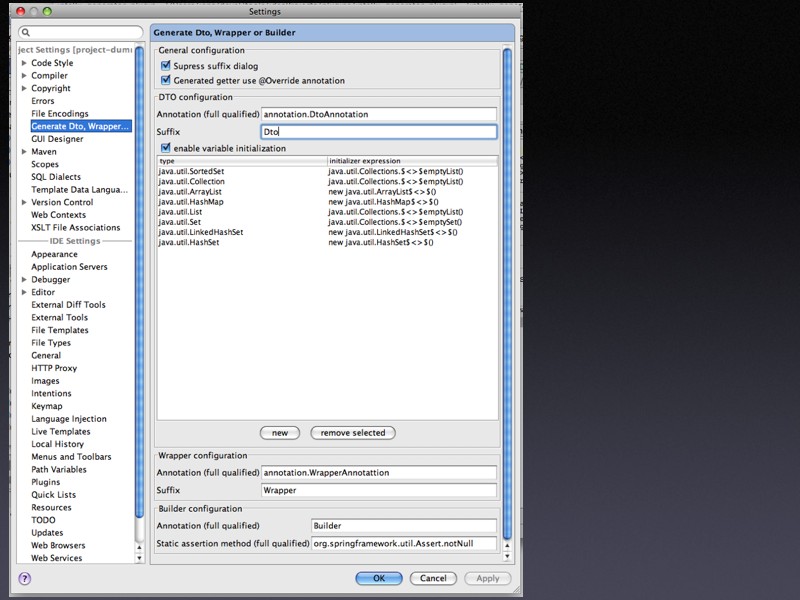 Settings
ject Settings [project-dum
Code Style
Compiler
Copyright
Errors
File Encodings
Generate Dto, Wrapper...
GUI Designer
Maven
Scopes
SQL Dialects
Template Data Langua...
Version Control
Web Contexts
XSLT File Associations
IDE Settings
Appearance
Application Servers
Debugger
Editor
External Diff Tools
External Tools
File Templates
File Types
General
HTTP Proxy
Images
Intentions
Keymap
Language Injection
Live Templates
Local History
Menus and Toolbars
Path Variables
Plugins
Quick Lists
Resources
TODO
Updates
Web Browsers
Web Services
Generate Dto, Wrapper or Builder
General configuration
Supress suffix dialog
Generated getter use @Override annotation
DTO configuration
Annotation (full qualified) annotation.DtoAnnotation
Suffix Dto
enable variable initialization
type initializer expression
java.util.SortedSet java.util.Collections.$<>$emptyList()
java.util.Collection java.util.Collections.$<>$emptyList()
java.util.ArrayList new java.util.ArrayList$<>$()
java.util.HashMap new java.util.HashMap$<>$()
java.util.List java.util.Collections.$<>$emptyList()
java.util.Set java.util.Collections.$<>$emptySet()
java.util.LinkedHashSet new java.util.LinkedHashSet$<>$()
java.util.HashSet new java.util.HashSet$<>$()
new remove selected
Wrapper configuration
Annotation (full qualified) annotation.WrapperAnnotattion
Suffix Wrapper
Builder configuration
Annotation (full qualified) Builder
Static assertion method (full qualified) org.springframework.util.Assert.notNull
? OK Cancel Apply